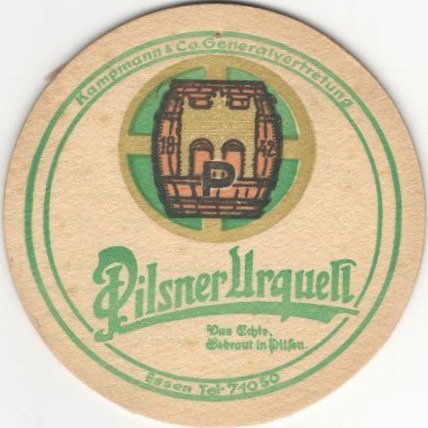 Kampmann & Co. Generalvertretung
18 42
P
Pilsner Urquell
Das Echte,
Gebraut in Pilsen.
Essen Tel· 71050